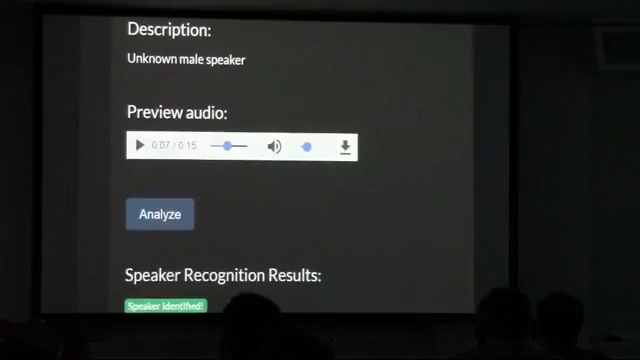 Description:
Unknown male speaker
Preview audio:
0:07 / 0:15
Analyze
Speaker Recognition Results:
Speaker Identified!